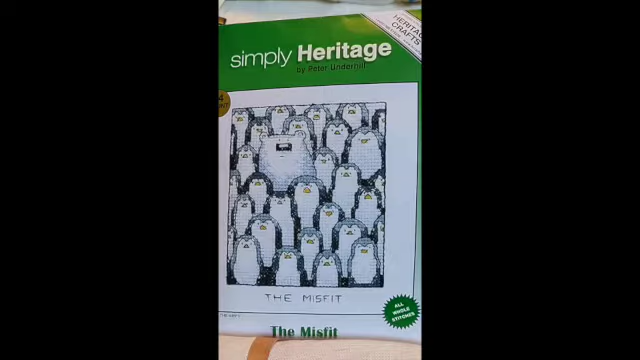 HERITAGE
CRAFTS
simply Heritage
by Peter Underhill
THE MISFIT
ALL
WHOLE
STITCHES
The Misfit